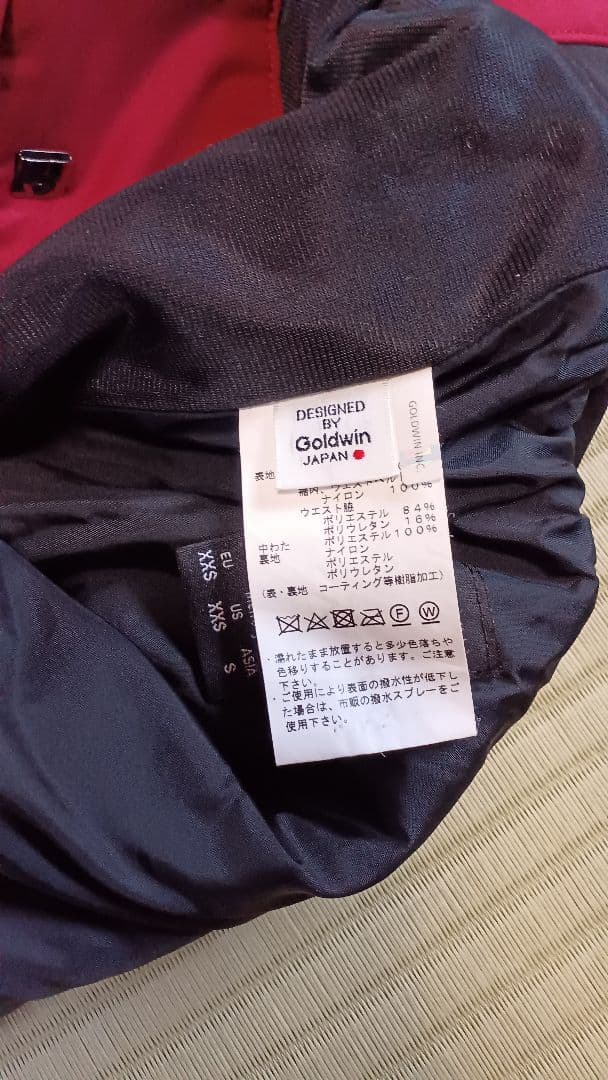 DESIGNED
BY
Goldwin
JAPAN
GOLDWIN INC.
表地
ナイロン 100%
ウエスト脇
ポリエステル 84%
ポリウレタン 16%
中わた ポリエステル100%
裏地 ナイロン
ポリエステル
ポリウレタン
(表・裏地 コーティング等樹脂加工)
F W
・濡れたまま放置すると多少色落ちや
色移りすることがあります。ご注意
下さい。
・ご使用により表面の撥水性が低下し
た場合は、市販の撥水スプレーをご
使用下さい。
EU US ASIA
XXS XXS S